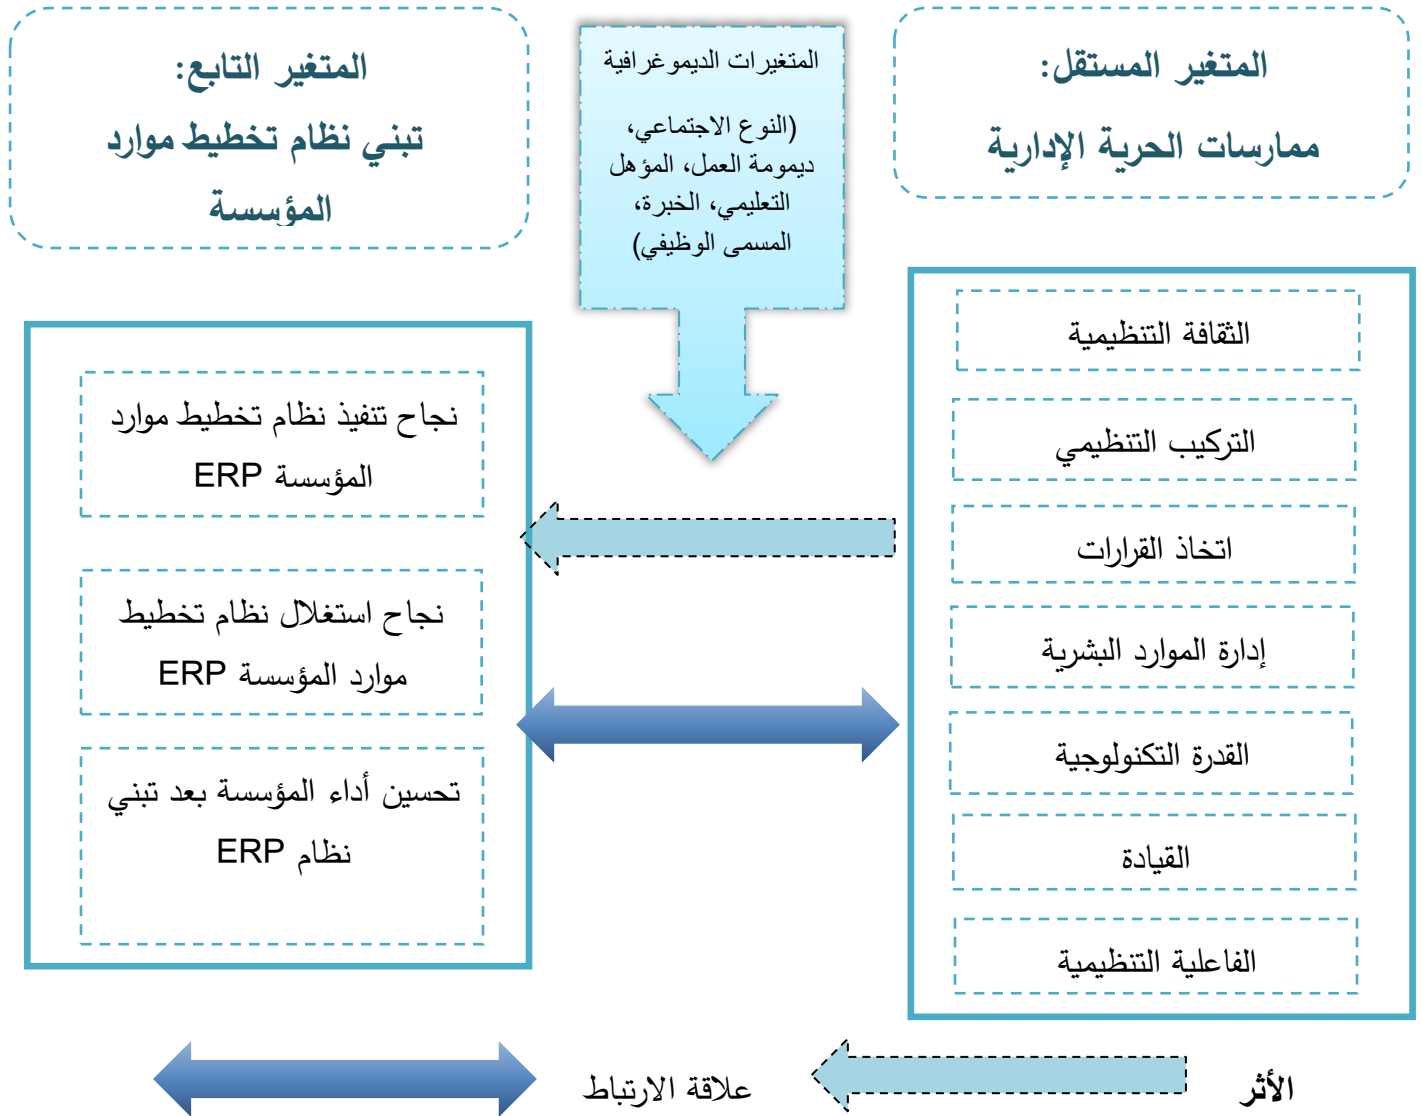 المتغير المستقل:
ممارسات الحرية الإدارية
المتغيرات الديموغرافية
(النوع الاجتماعي،
ديمومة العمل، المؤهل
التعليمي، الخبرة،
المسمى الوظيفي)
المتغير التابع:
تبني نظام تخطيط موارد
المؤسسة
الثقافة التنظيمية
التركيب التنظيمي
اتخاذ القرارات
إدارة الموارد البشرية
القدرة التكنولوجية
القيادة
الفاعلية التنظيمية
نجاح تنفيذ نظام تخطيط موارد
المؤسسة ERP
نجاح استغلال نظام تخطيط
موارد المؤسسة ERP
تحسين أداء المؤسسة بعد تبني
نظام ERP
الأثر
علاقة الارتباط